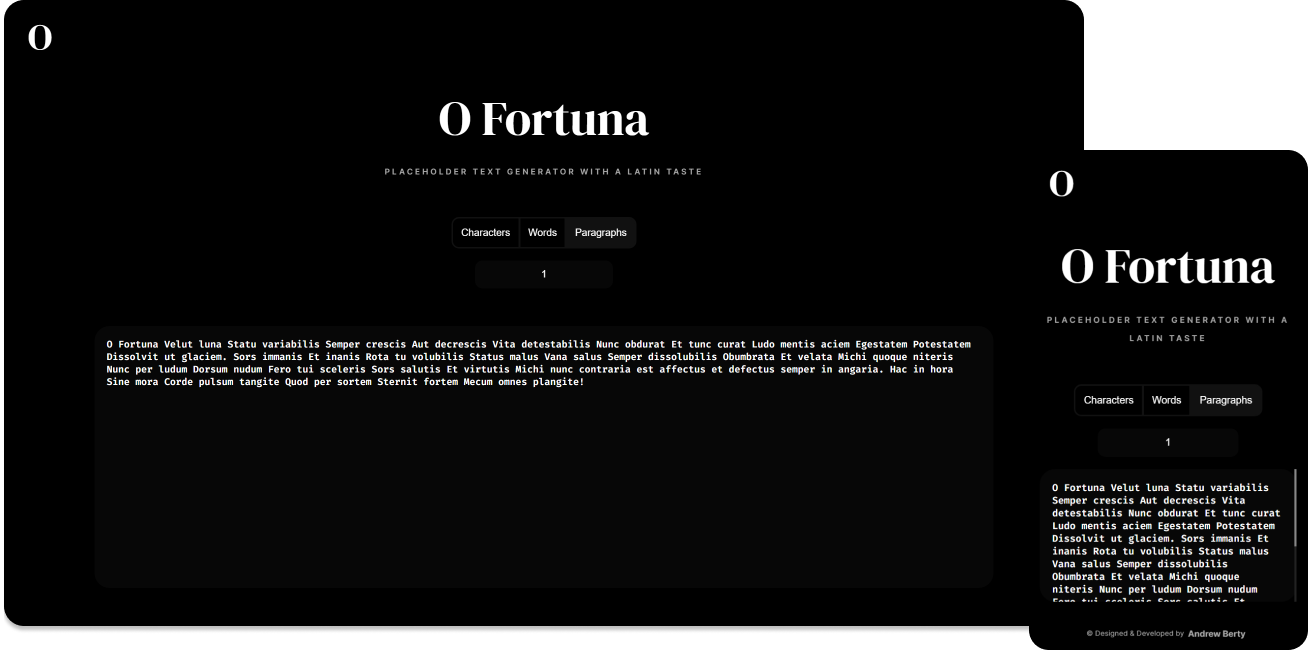 O
O Fortuna
PLACEHOLDER TEXT GENERATOR WITH A LATIN TASTE
Characters Words Paragraphs
1
O Fortuna Velut luna Statu variabilis Semper crescis Aut decrescis Vita detestabilis Nunc obdurat Et tunc curat Ludo mentis aciem Egestatem Potestatem
Dissolvit ut glaciem. Sors immanis Et inanis Rota tu volubilis Status malus Vana salus Semper dissolubilis Obumbrata Et velata Michi quoque niteris
Nunc per ludum Dorsum nudum Fero tui sceleris Sors salutis Et virtutis Michi nunc contraria est affectus et defectus semper in angaria. Hac in hora
Sine mora Corde pulsum tangite Quod per sortem Sternit fortem Mecum omnes plangite!
O
O Fortuna
PLACEHOLDER TEXT GENERATOR WITH A
LATIN TASTE
Characters Words Paragraphs
1
O Fortuna Velut luna Statu variabilis
Semper crescis Aut decrescis Vita
detestabilis Nunc obdurat Et tunc curat
Ludo mentis aciem Egestatem Potestatem
Dissolvit ut glaciem. Sors immanis Et
inanis Rota tu volubilis Status malus
Vana salus Semper dissolubilis
Obumbrata Et velata Michi quoque
niteris Nunc per ludum Dorsum nudum
Fero tui sceleris Sors salutis Et
© Designed & Developed by Andrew Berty